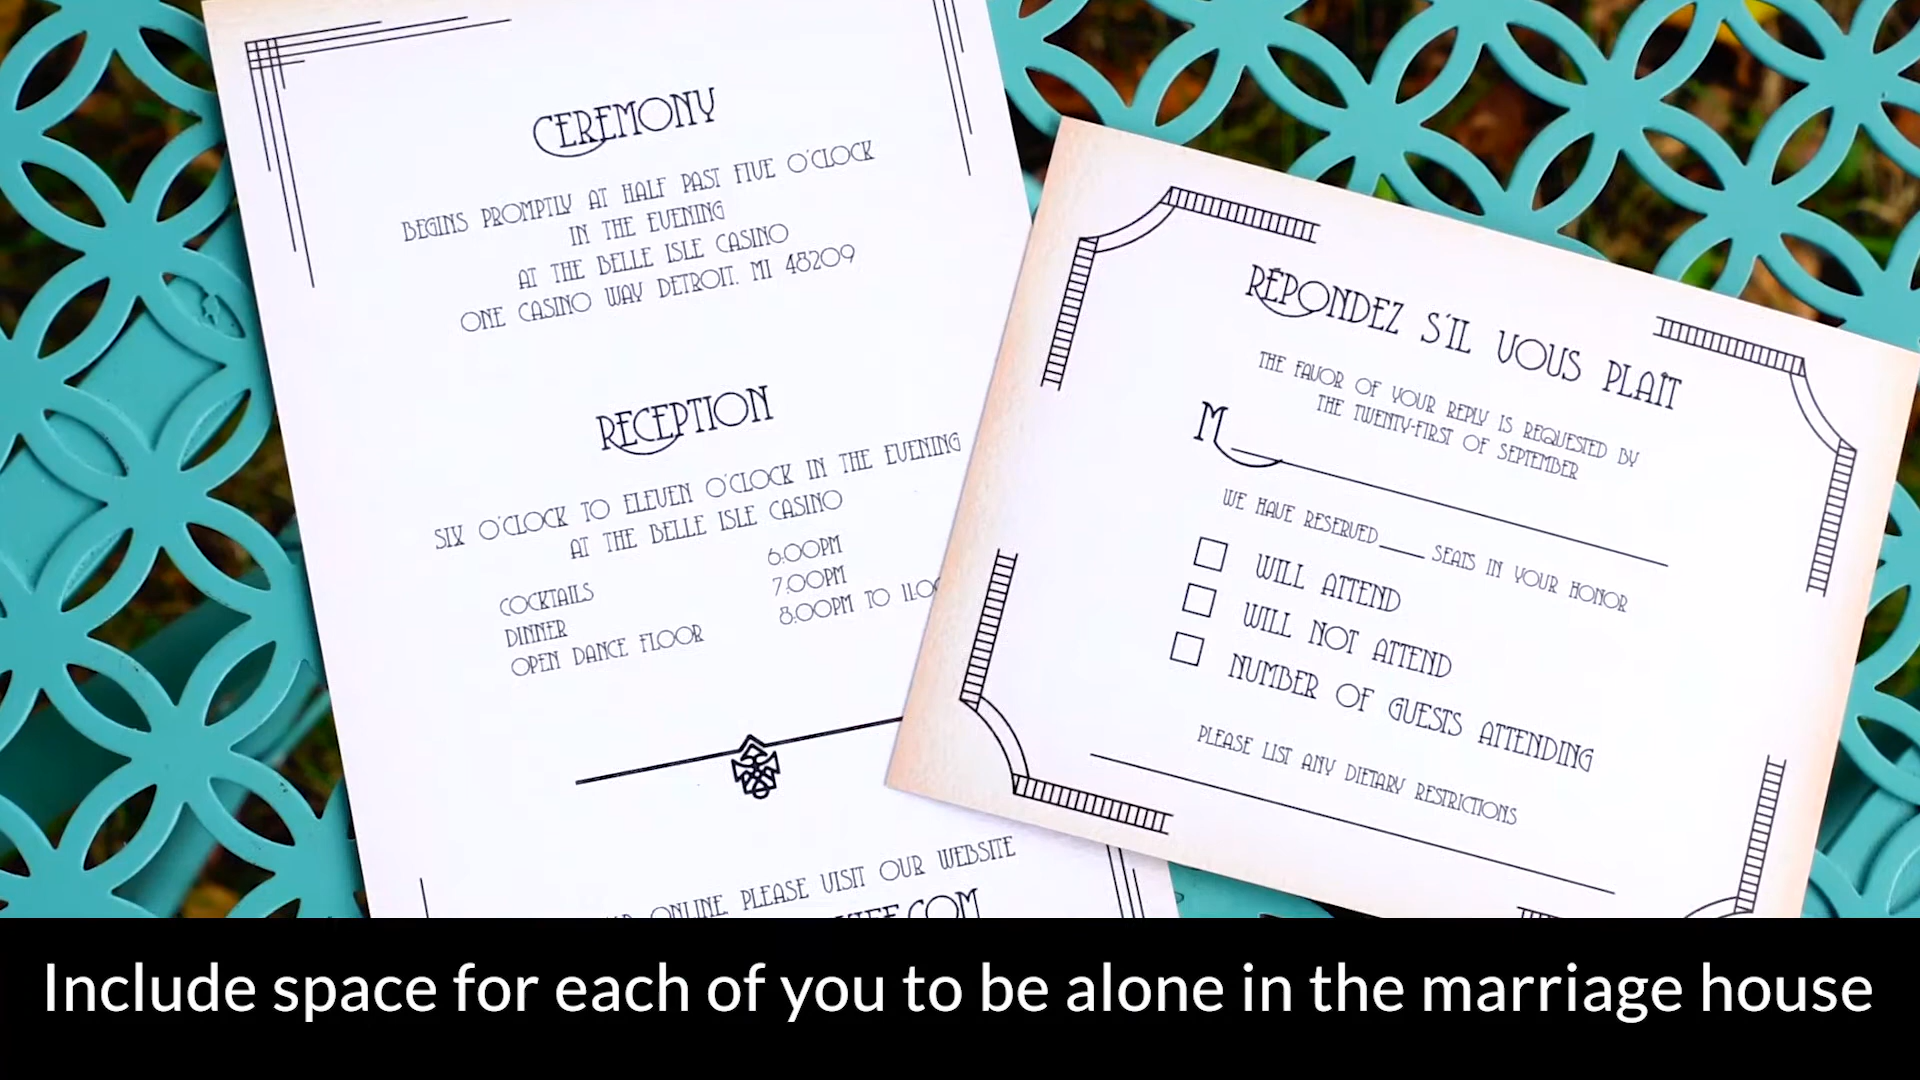 CEREMONY
BEGINS PROMPTLY AT HALF PAST FIVE O'CLOCK
IN THE EVENING
AT THE BELLE ISLE CASINO
ONE CASINO WAY DETROIT, MI 48209
RECEPTION
SIX O'CLOCK TO ELEVEN O'CLOCK IN THE EVENING
AT THE BELLE ISLE CASINO
COCKTAILS 6:00PM
DINNER 7:00PM
OPEN DANCE FLOOR 8:00PM TO
ONLINE PLEASE VISIT OUR WEBSITE
.COM
RÉPONDEZ S'IL VOUS PLAÎT
THE FAVOR OF YOUR REPLY IS REQUESTED BY
THE TWENTY-FIRST OF SEPTEMBER
M
WE HAVE RESERVED ____ SEATS IN YOUR HONOR
WILL ATTEND
WILL NOT ATTEND
NUMBER OF GUESTS ATTENDING
PLEASE LIST ANY DIETARY RESTRICTIONS
Include space for each of you to be alone in the marriage house